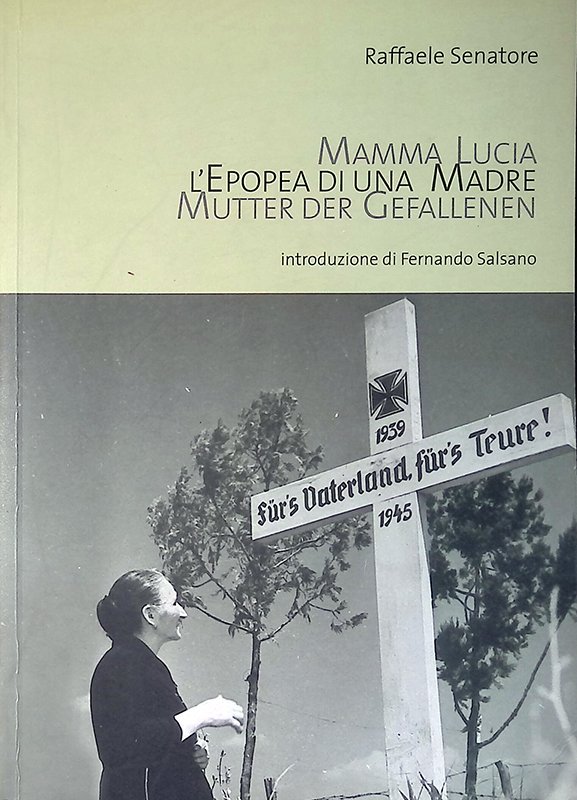 Raffaele Senatore
MAMMA LUCIA
L'EPOPEA DI UNA MADRE
MUTTER DER GEFALLENEN
introduzione di Fernando Salsano
1939
Für's Vaterland, für's Teure!
1945